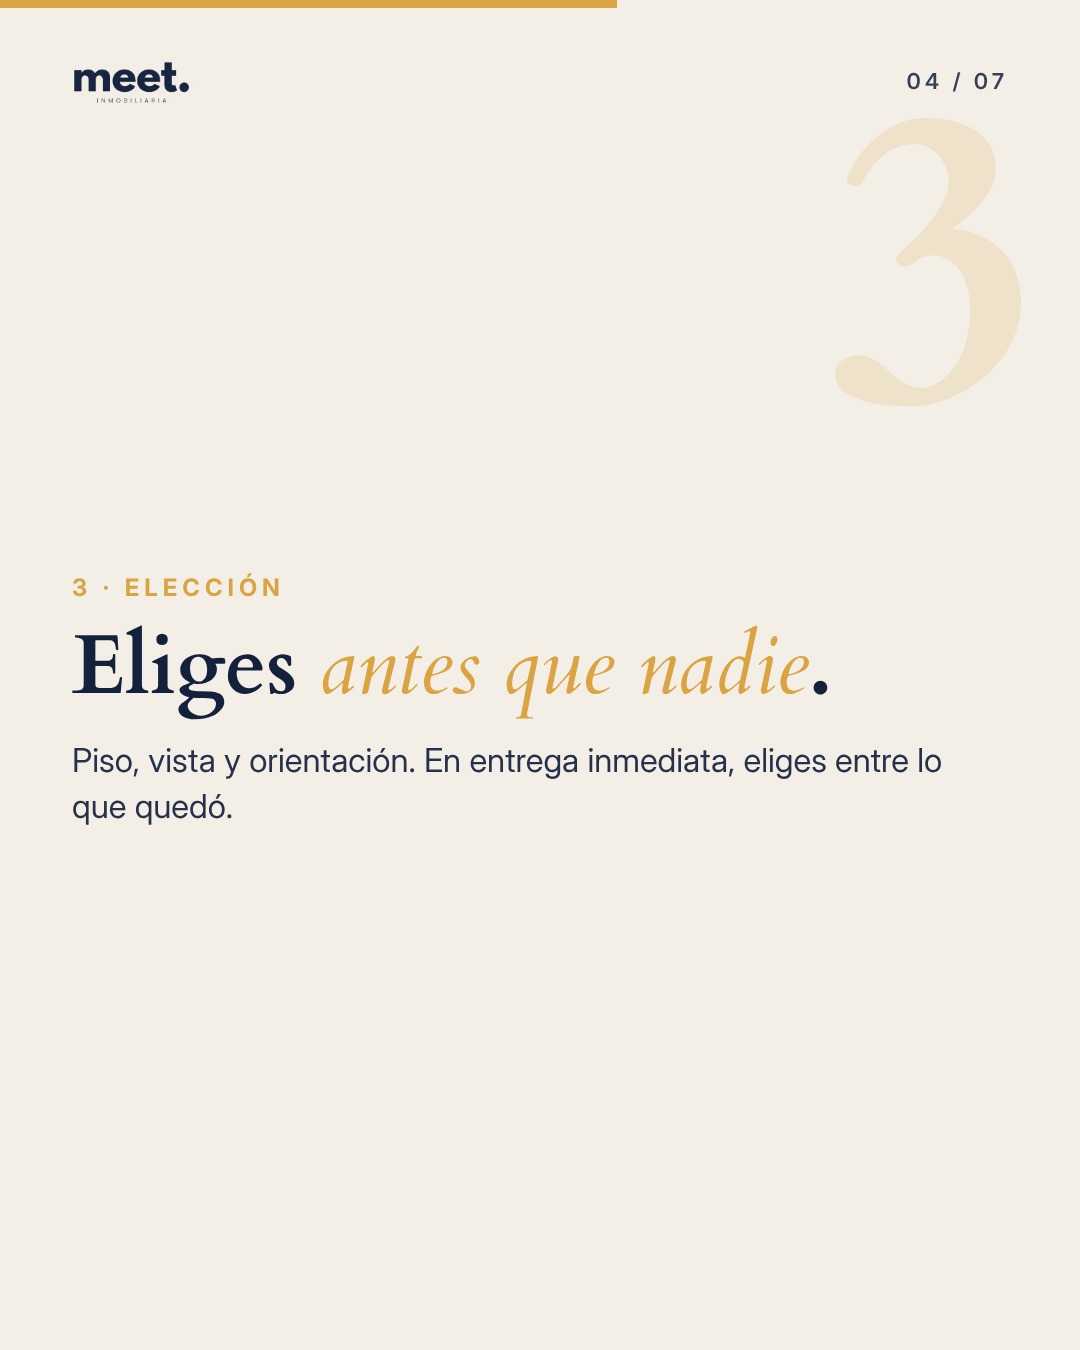 meet.
INMOBILIARIA
04 / 07
3
3 · ELECCIÓN
Eliges antes que nadie.
Piso, vista y orientación. En entrega inmediata, eliges entre lo
que quedó.